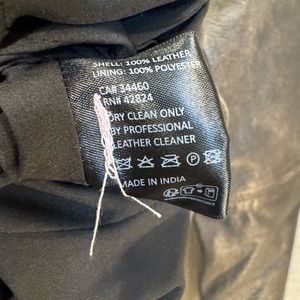 SHELL: 100% LEATHER
LINING: 100% POLYESTER
CA# 34460
RN# 42824
DRY CLEAN ONLY
BY PROFESSIONAL
LEATHER CLEANER
MADE IN INDIA